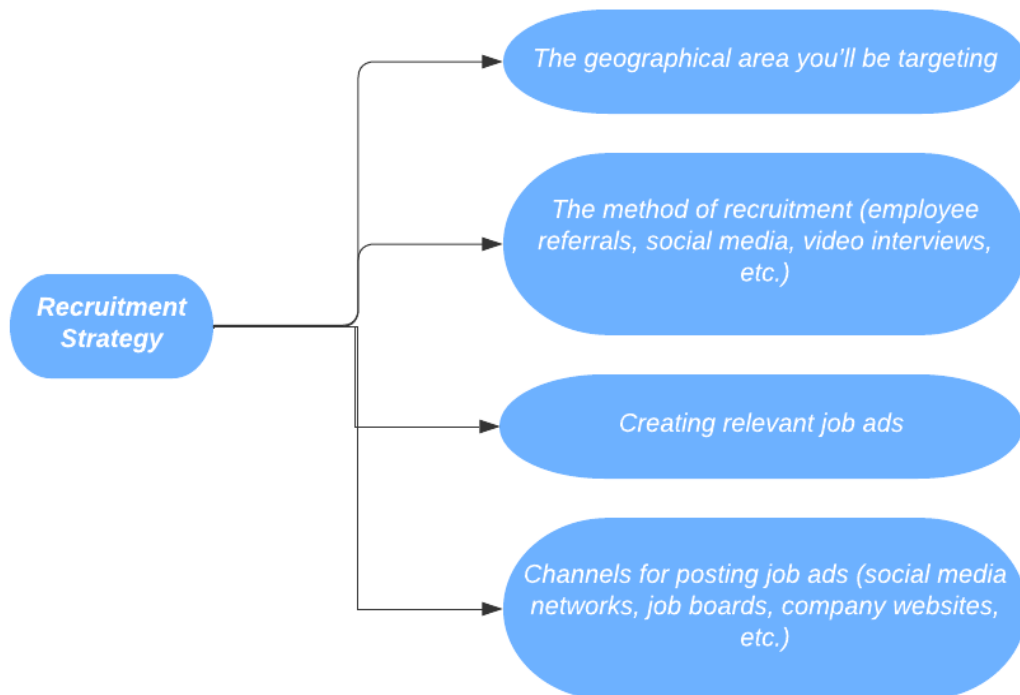 The geographical area you’ll be targeting
The method of recruitment (employee
referrals, social media, video interviews,
etc.)
Recruitment
Strategy
Creating relevant job ads
Channels for posting job ads (social media
networks, job boards, company websites,
etc.)